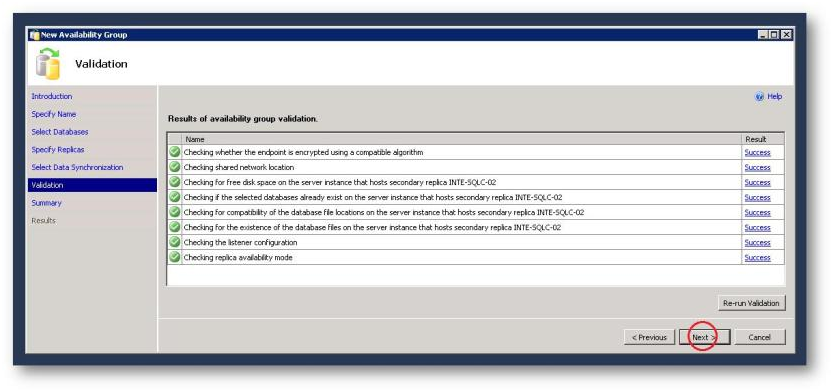 New Availability Group
Validation
Introduction
Specify Name
Select Databases
Specify Replicas
Select Data Synchronization
Validation
Summary
Results
Help
Results of availability group validation.
Name Result
Checking whether the endpoint is encrypted using a compatible algorithm Success
Checking shared network location Success
Checking for free disk space on the server instance that hosts secondary replica INTE-SQLC-02 Success
Checking if the selected databases already exist on the server instance that hosts secondary replica INTE-SQLC-02 Success
Checking for compatibility of the database file locations on the server instance that hosts secondary replica INTE-SQLC-02 Success
Checking for the existence of the database files on the server instance that hosts secondary replica INTE-SQLC-02 Success
Checking the listener configuration Success
Checking replica availability mode Success
Re-run Validation
< Previous Next > Cancel